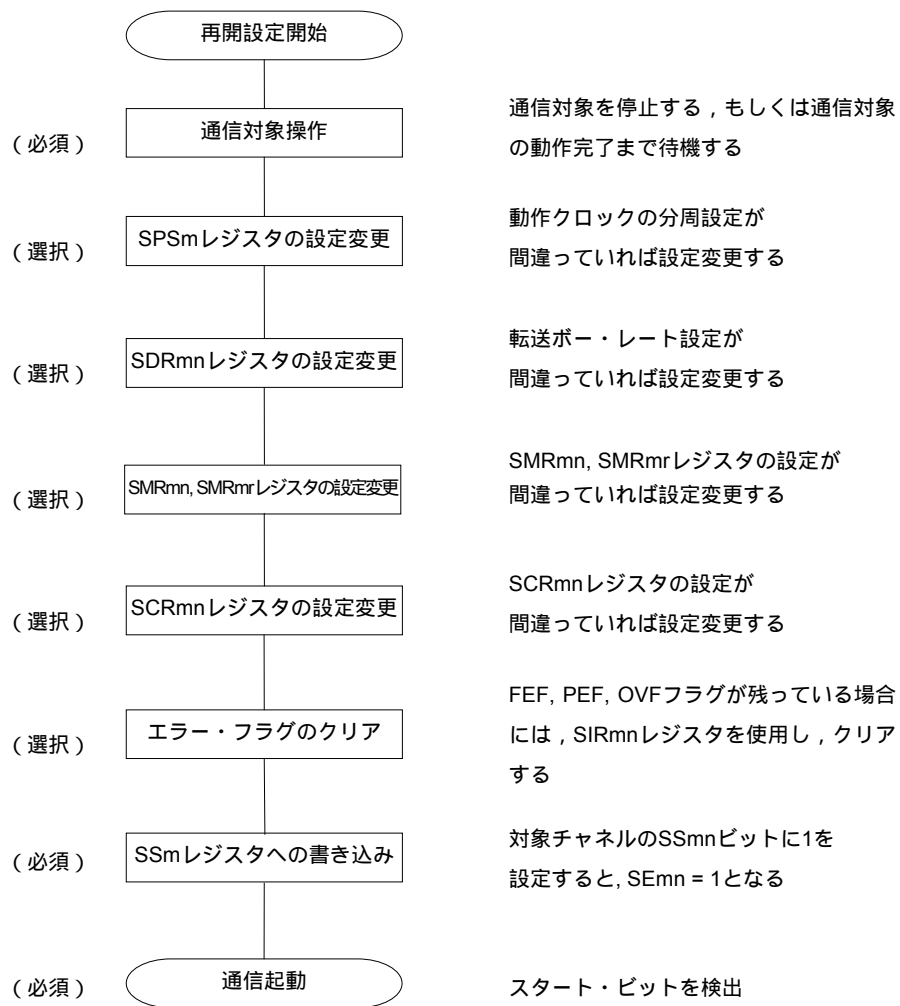 再開設定開始
(必須)
通信対象操作
通信対象を停止する，もしくは通信対象
の動作完了まで待機する
(選択)
SPSmレジスタの設定変更
動作クロックの分周設定が
間違っていれば設定変更する
(選択)
SDRmnレジスタの設定変更
転送ボー・レート設定が
間違っていれば設定変更する
(選択)
SMRmn, SMRmrレジスタの設定変更
SMRmn, SMRmrレジスタの設定が
間違っていれば設定変更する
(選択)
SCRmnレジスタの設定変更
SCRmnレジスタの設定が
間違っていれば設定変更する
(選択)
エラー・フラグのクリア
FEF, PEF, OVFフラグが残っている場合
には，SIRmnレジスタを使用し，クリア
する
(必須)
SSmレジスタへの書き込み
対象チャネルのSSmnビットに1を
設定すると, SEmn = 1となる
(必須)
通信起動
スタート・ビットを検出